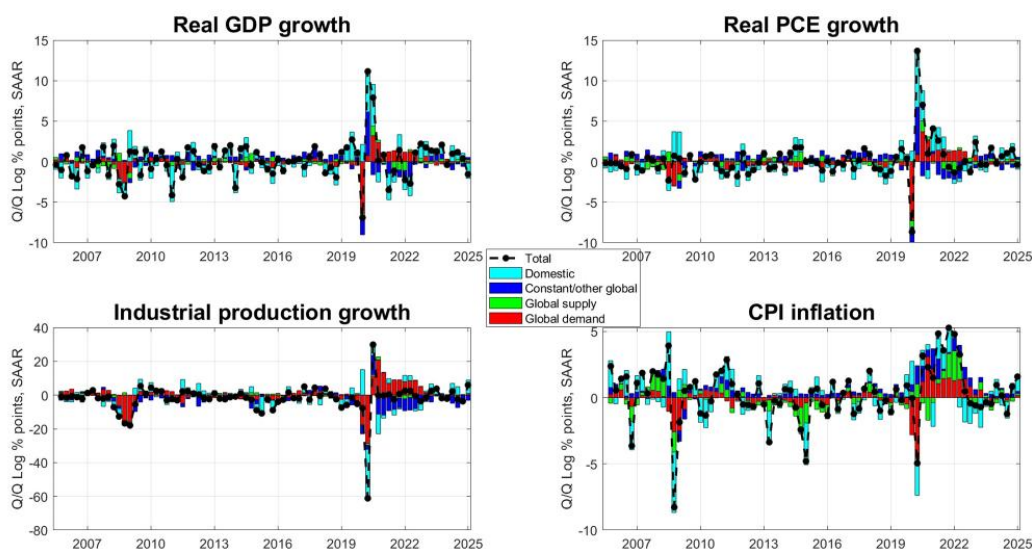 Real GDP growth
Q/Q Log % points, SAAR
15
10
5
0
-5
-10
2007 2010 2013 2016 2019 2022 2025
Real PCE growth
Q/Q Log % points, SAAR
15
10
5
0
-5
-10
2007 2010 2013 2016 2019 2022 2025
Total
Domestic
Constant/other global
Global supply
Global demand
Industrial production growth
Q/Q Log % points, SAAR
40
20
0
-20
-40
-60
-80
2007 2010 2013 2016 2019 2022 2025
CPI inflation
Q/Q Log % points, SAAR
5
0
-5
-10
2007 2010 2013 2016 2019 2022 2025